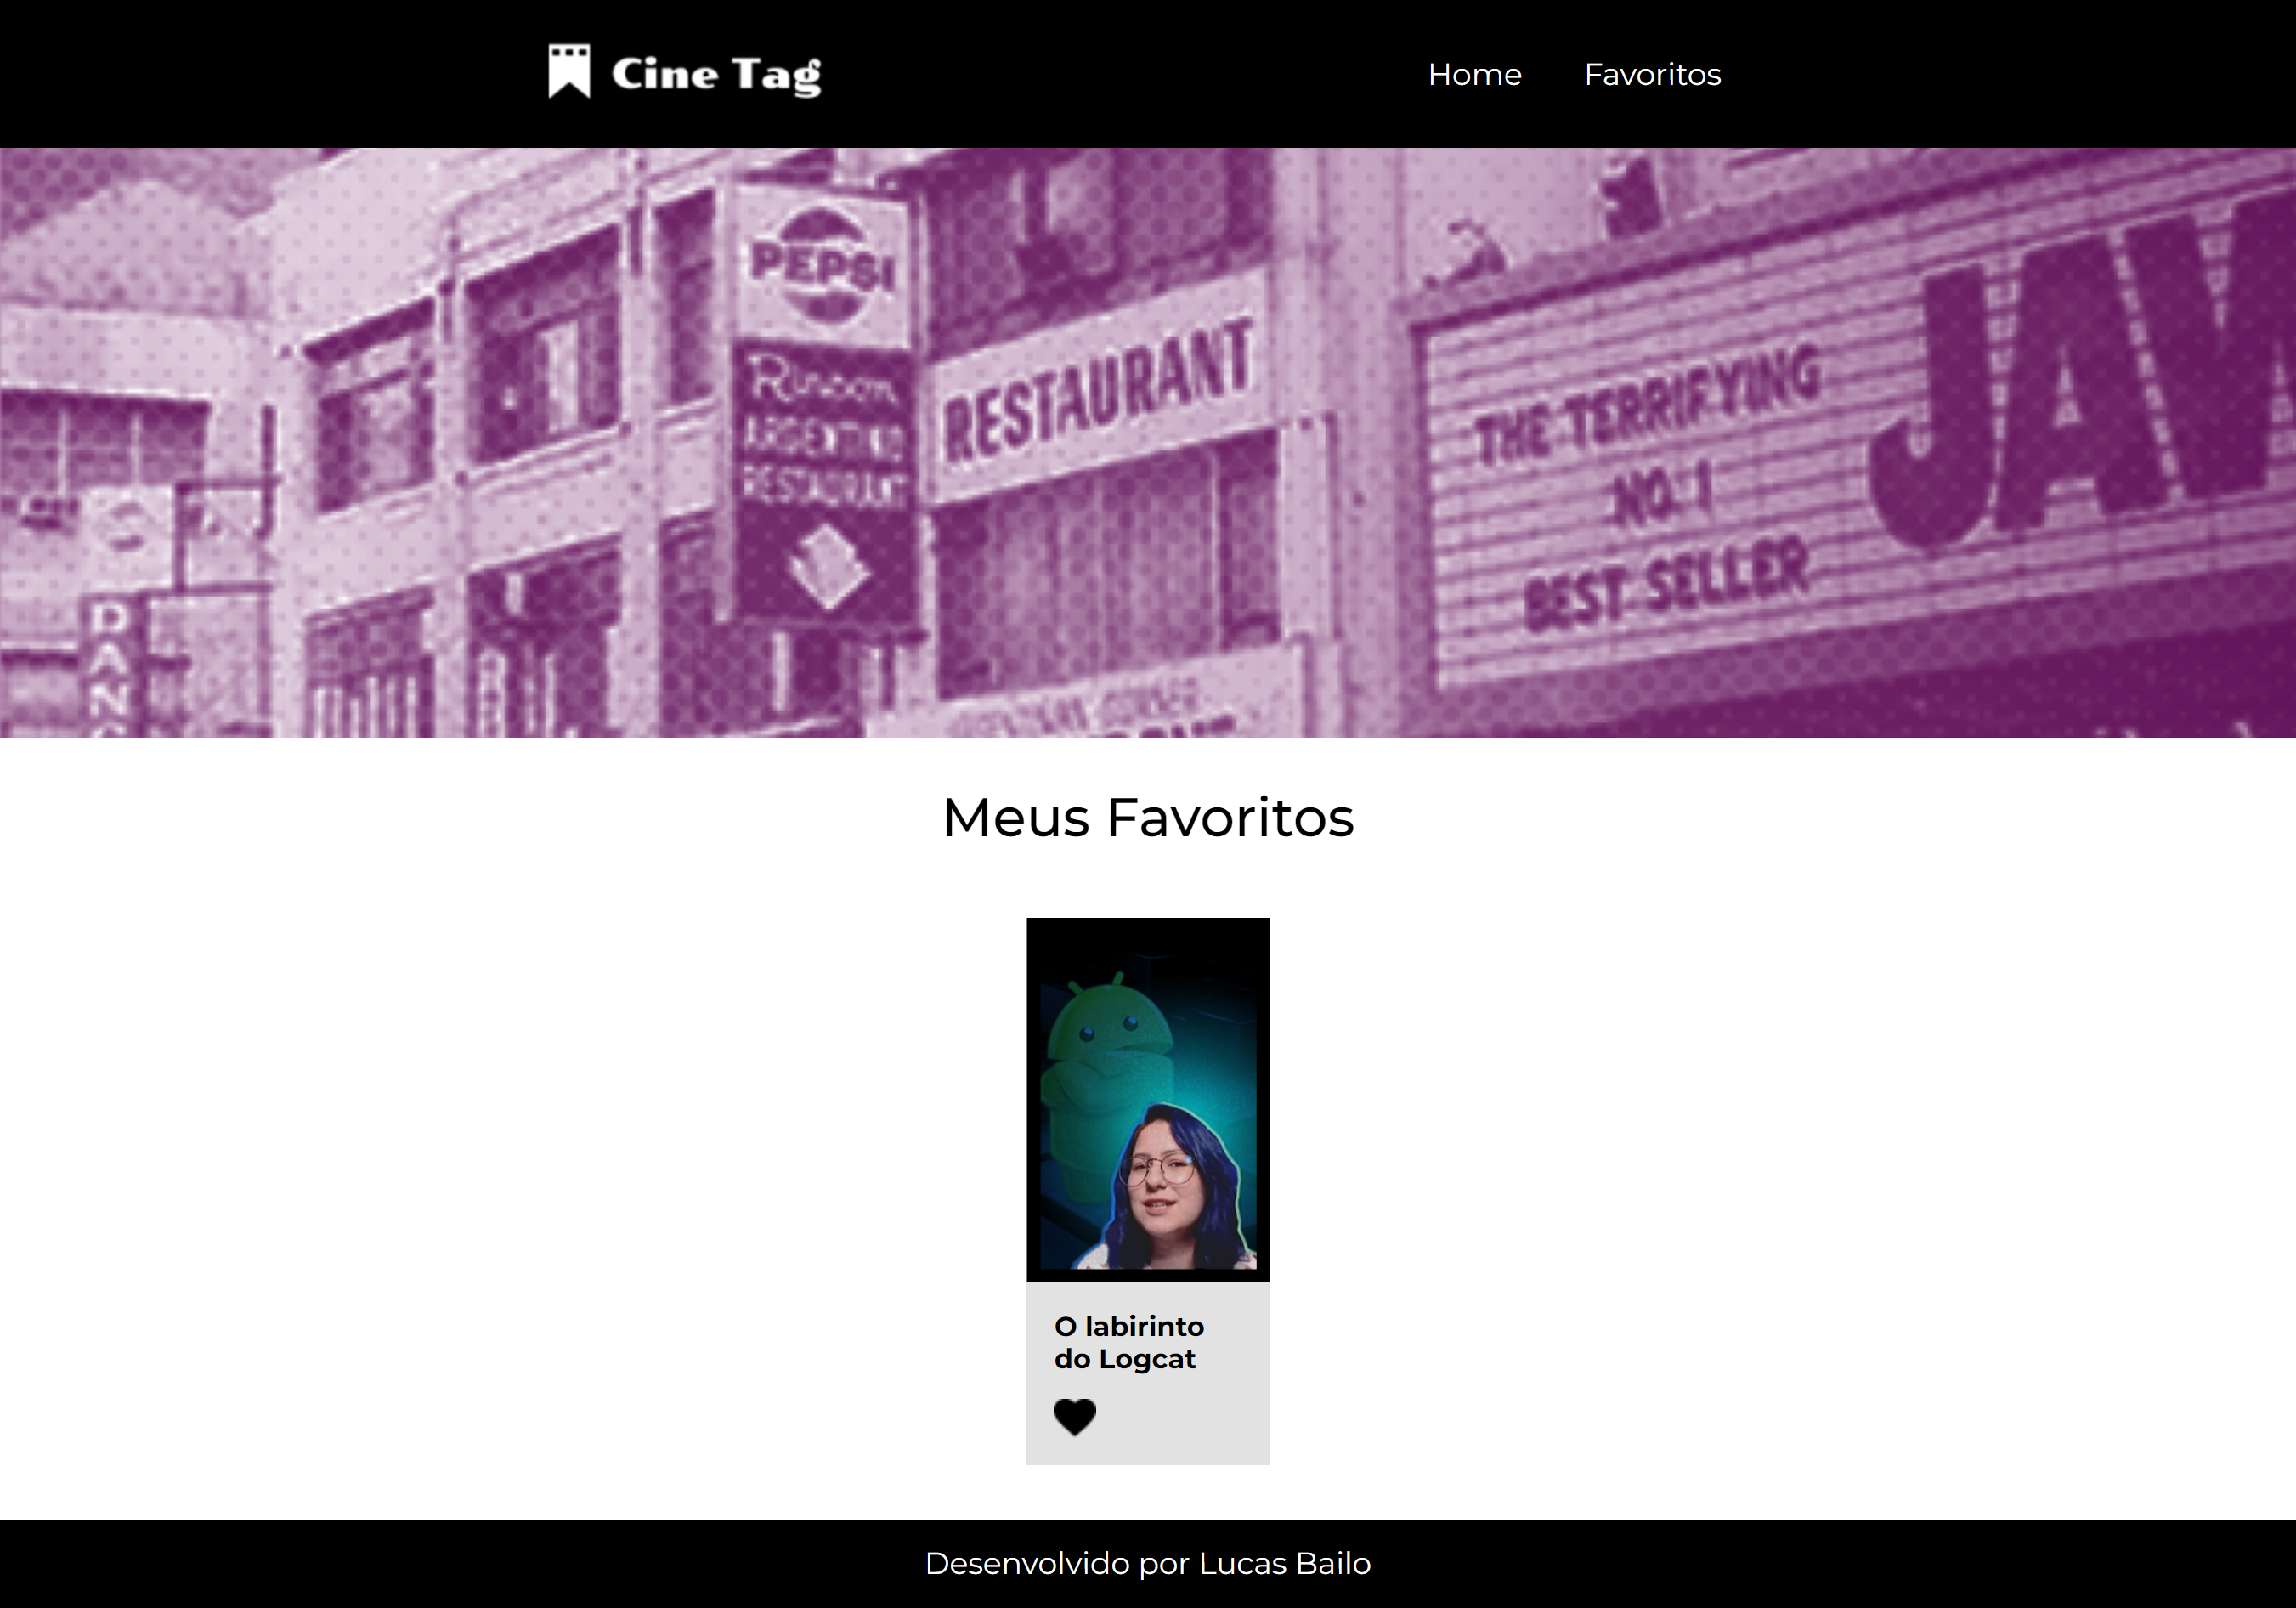 Cine Tag
Home
Favoritos
PEPSI
Rincon
ARGENTINO
RESTAURANT
RESTAURANT
THE TERRIFYING
NO. 1
BEST SELLER
JAW
Meus Favoritos
O labirinto
do Logcat
Desenvolvido por Lucas Bailo